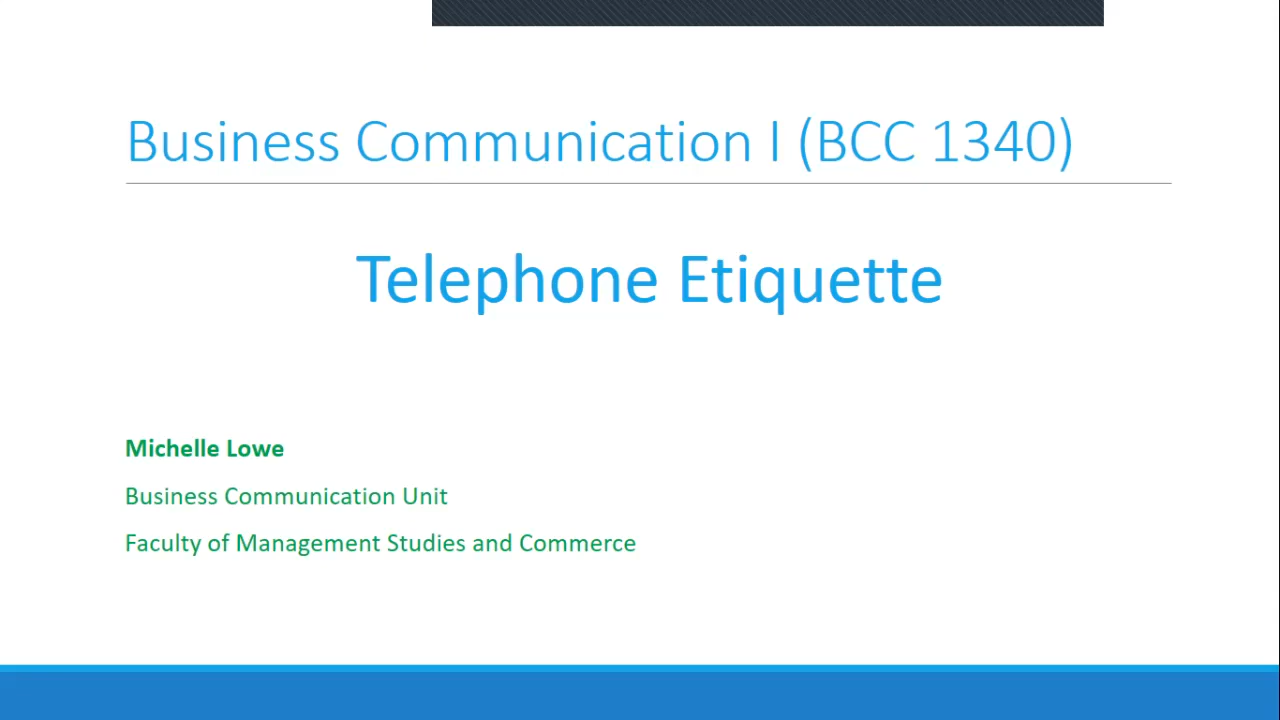 Business Communication I (BCC 1340)
Telephone Etiquette
Michelle Lowe
Business Communication Unit
Faculty of Management Studies and Commerce